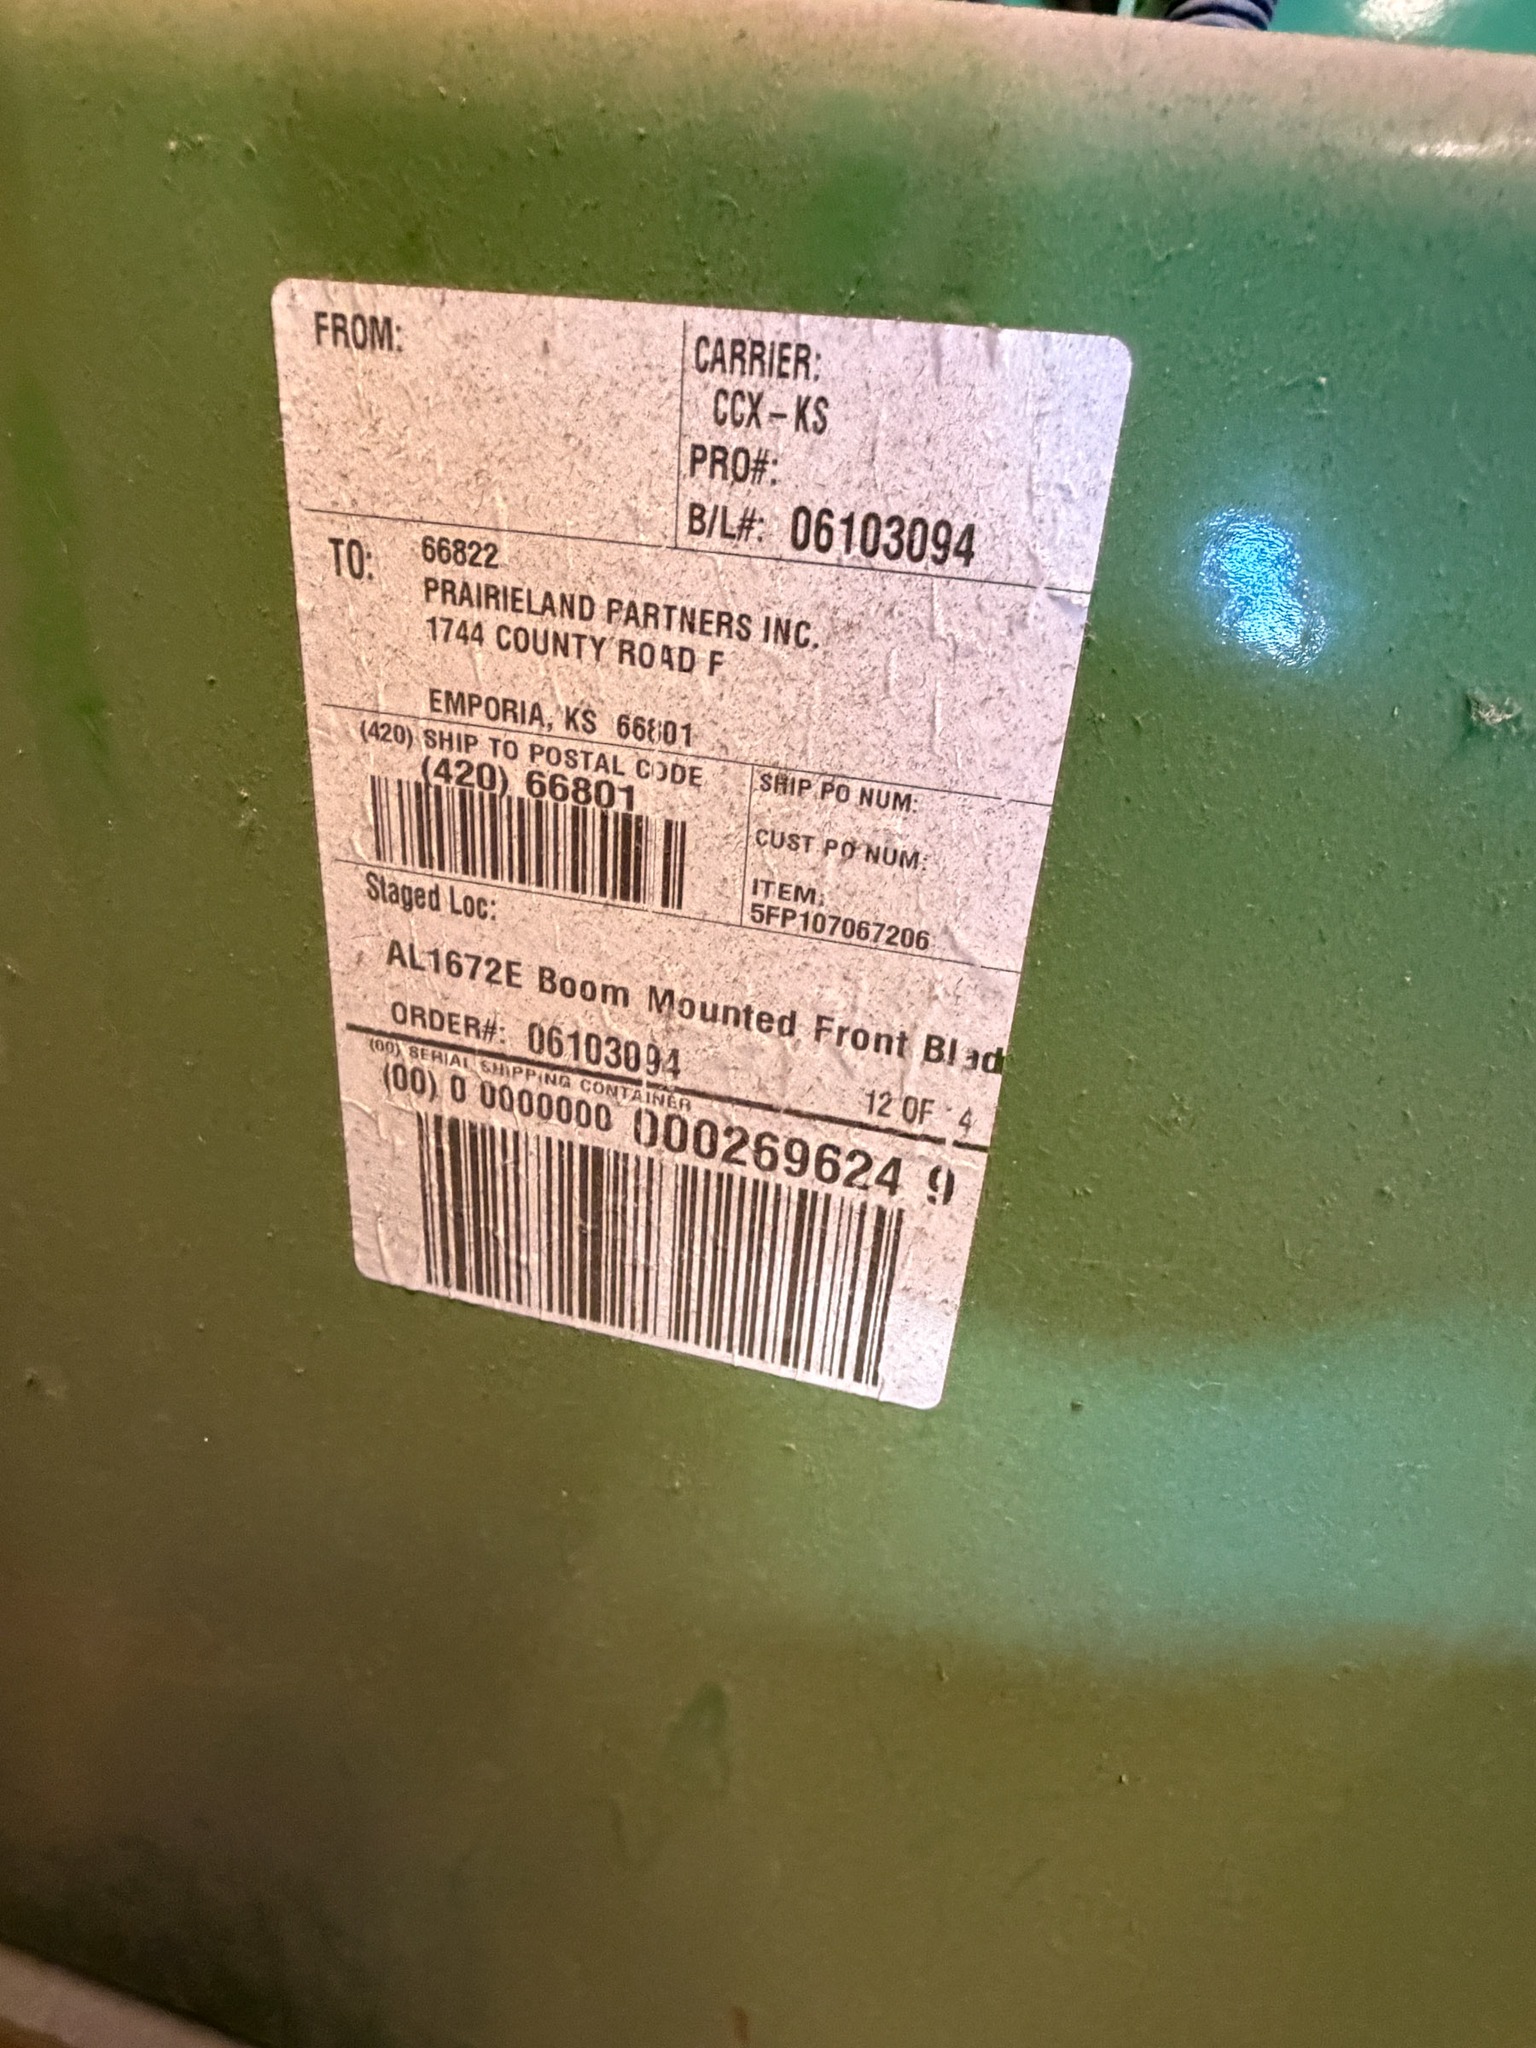 FROM:
CARRIER:
CCX – KS
PRO#:
B/L#: 06103094
TO: 66822
PRAIRIELAND PARTNERS INC.
1744 COUNTY ROAD F
EMPORIA, KS 66801
(420) SHIP TO POSTAL CODE
(420) 66801
SHIP PO NUM:
CUST PO NUM:
ITEM:
5FP107067206
Staged Loc:
AL1672E Boom Mounted Front Blad
ORDER#: 06103094
12 OF
(00) SERIAL SHIPPING CONTAINER
(00) 0 0000000 000269624 9